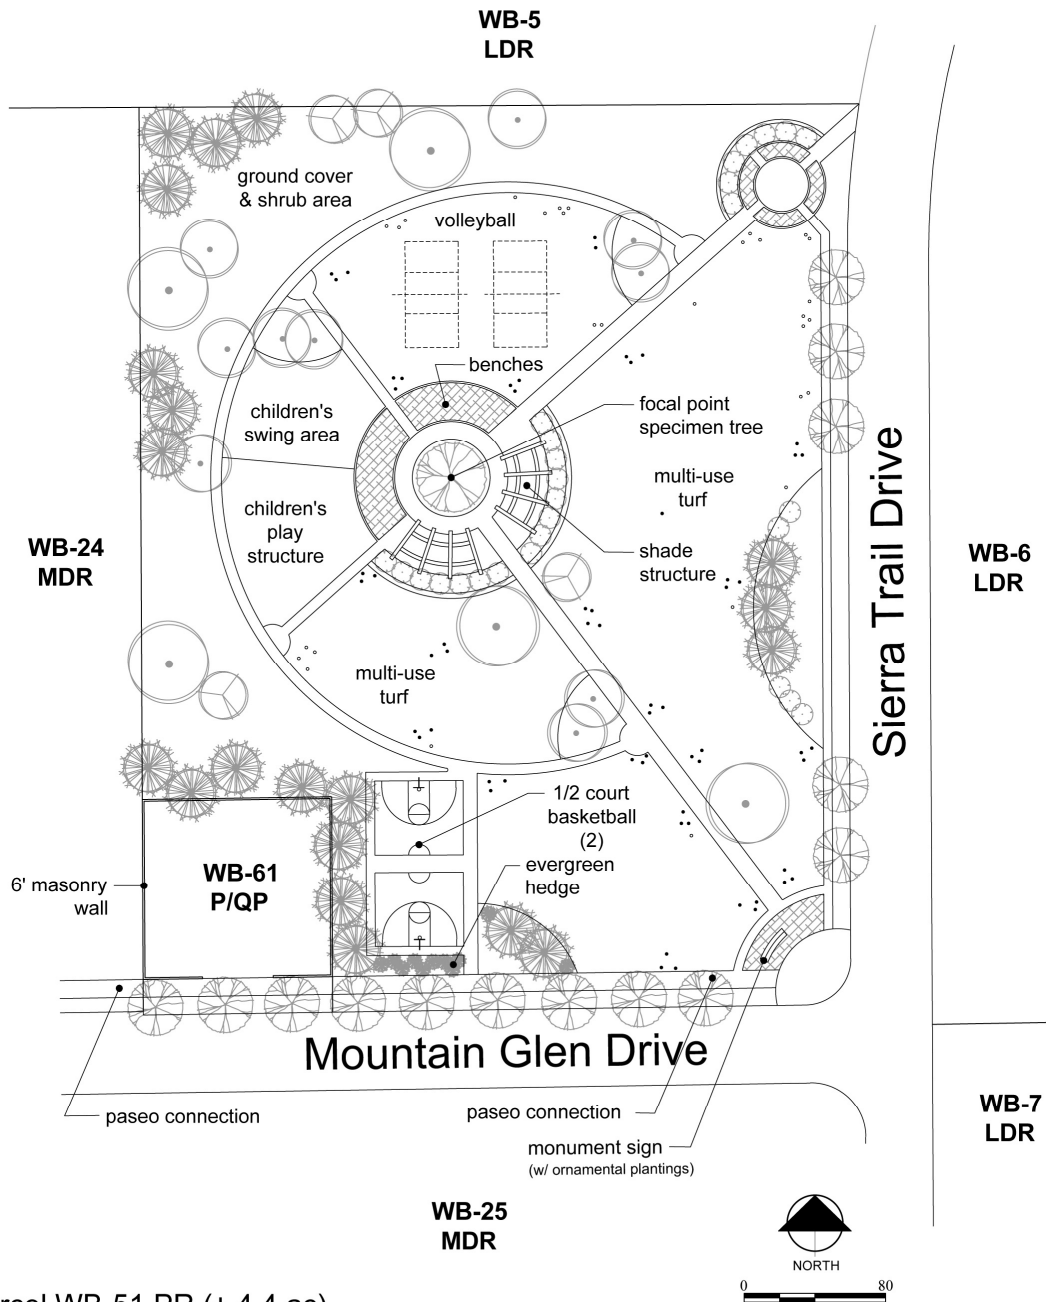 WB-5
LDR
ground cover
& shrub area
volleyball
benches
focal point
specimen tree
children's
swing area
multi-use
turf
children's
play
structure
shade
structure
WB-24
MDR
WB-6
LDR
Sierra Trail Drive
multi-use
turf
1/2 court
basketball
(2)
evergreen
hedge
WB-61
P/QP
6' masonry
wall
Mountain Glen Drive
paseo connection
paseo connection
monument sign
(w/ ornamental plantings)
WB-7
LDR
WB-25
MDR
NORTH
0 80
WB-51 PR